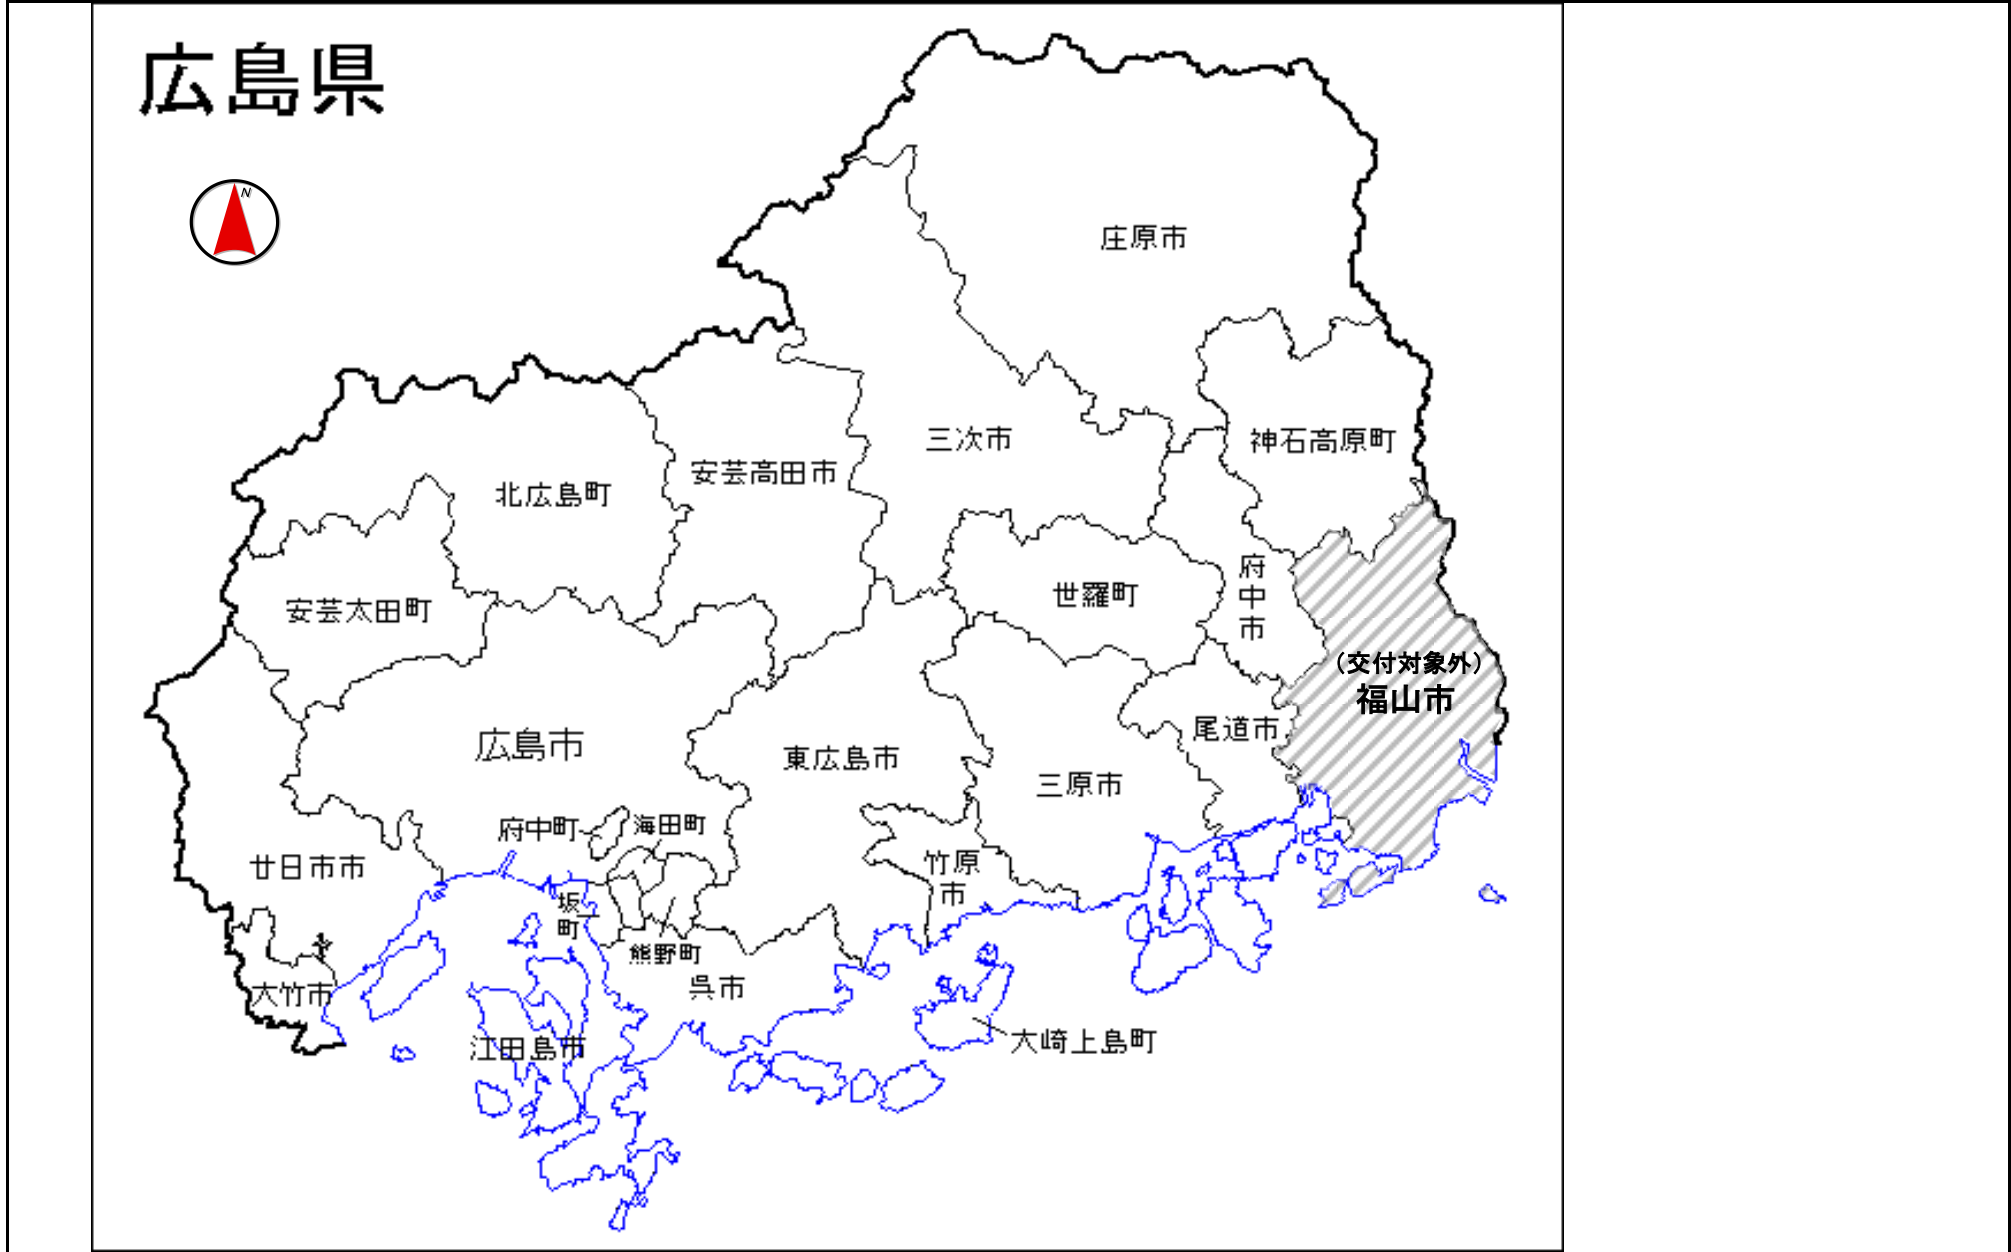 広島県
N
庄原市
三次市
神石高原町
安芸高田市
北広島町
府中市
世羅町
安芸太田町
（交付対象外）
福山市
尾道市
広島市
東広島市
三原市
府中町
海田町
廿日市市
竹原市
坂町
熊野町
呉市
大竹市
江田島市
大崎上島町